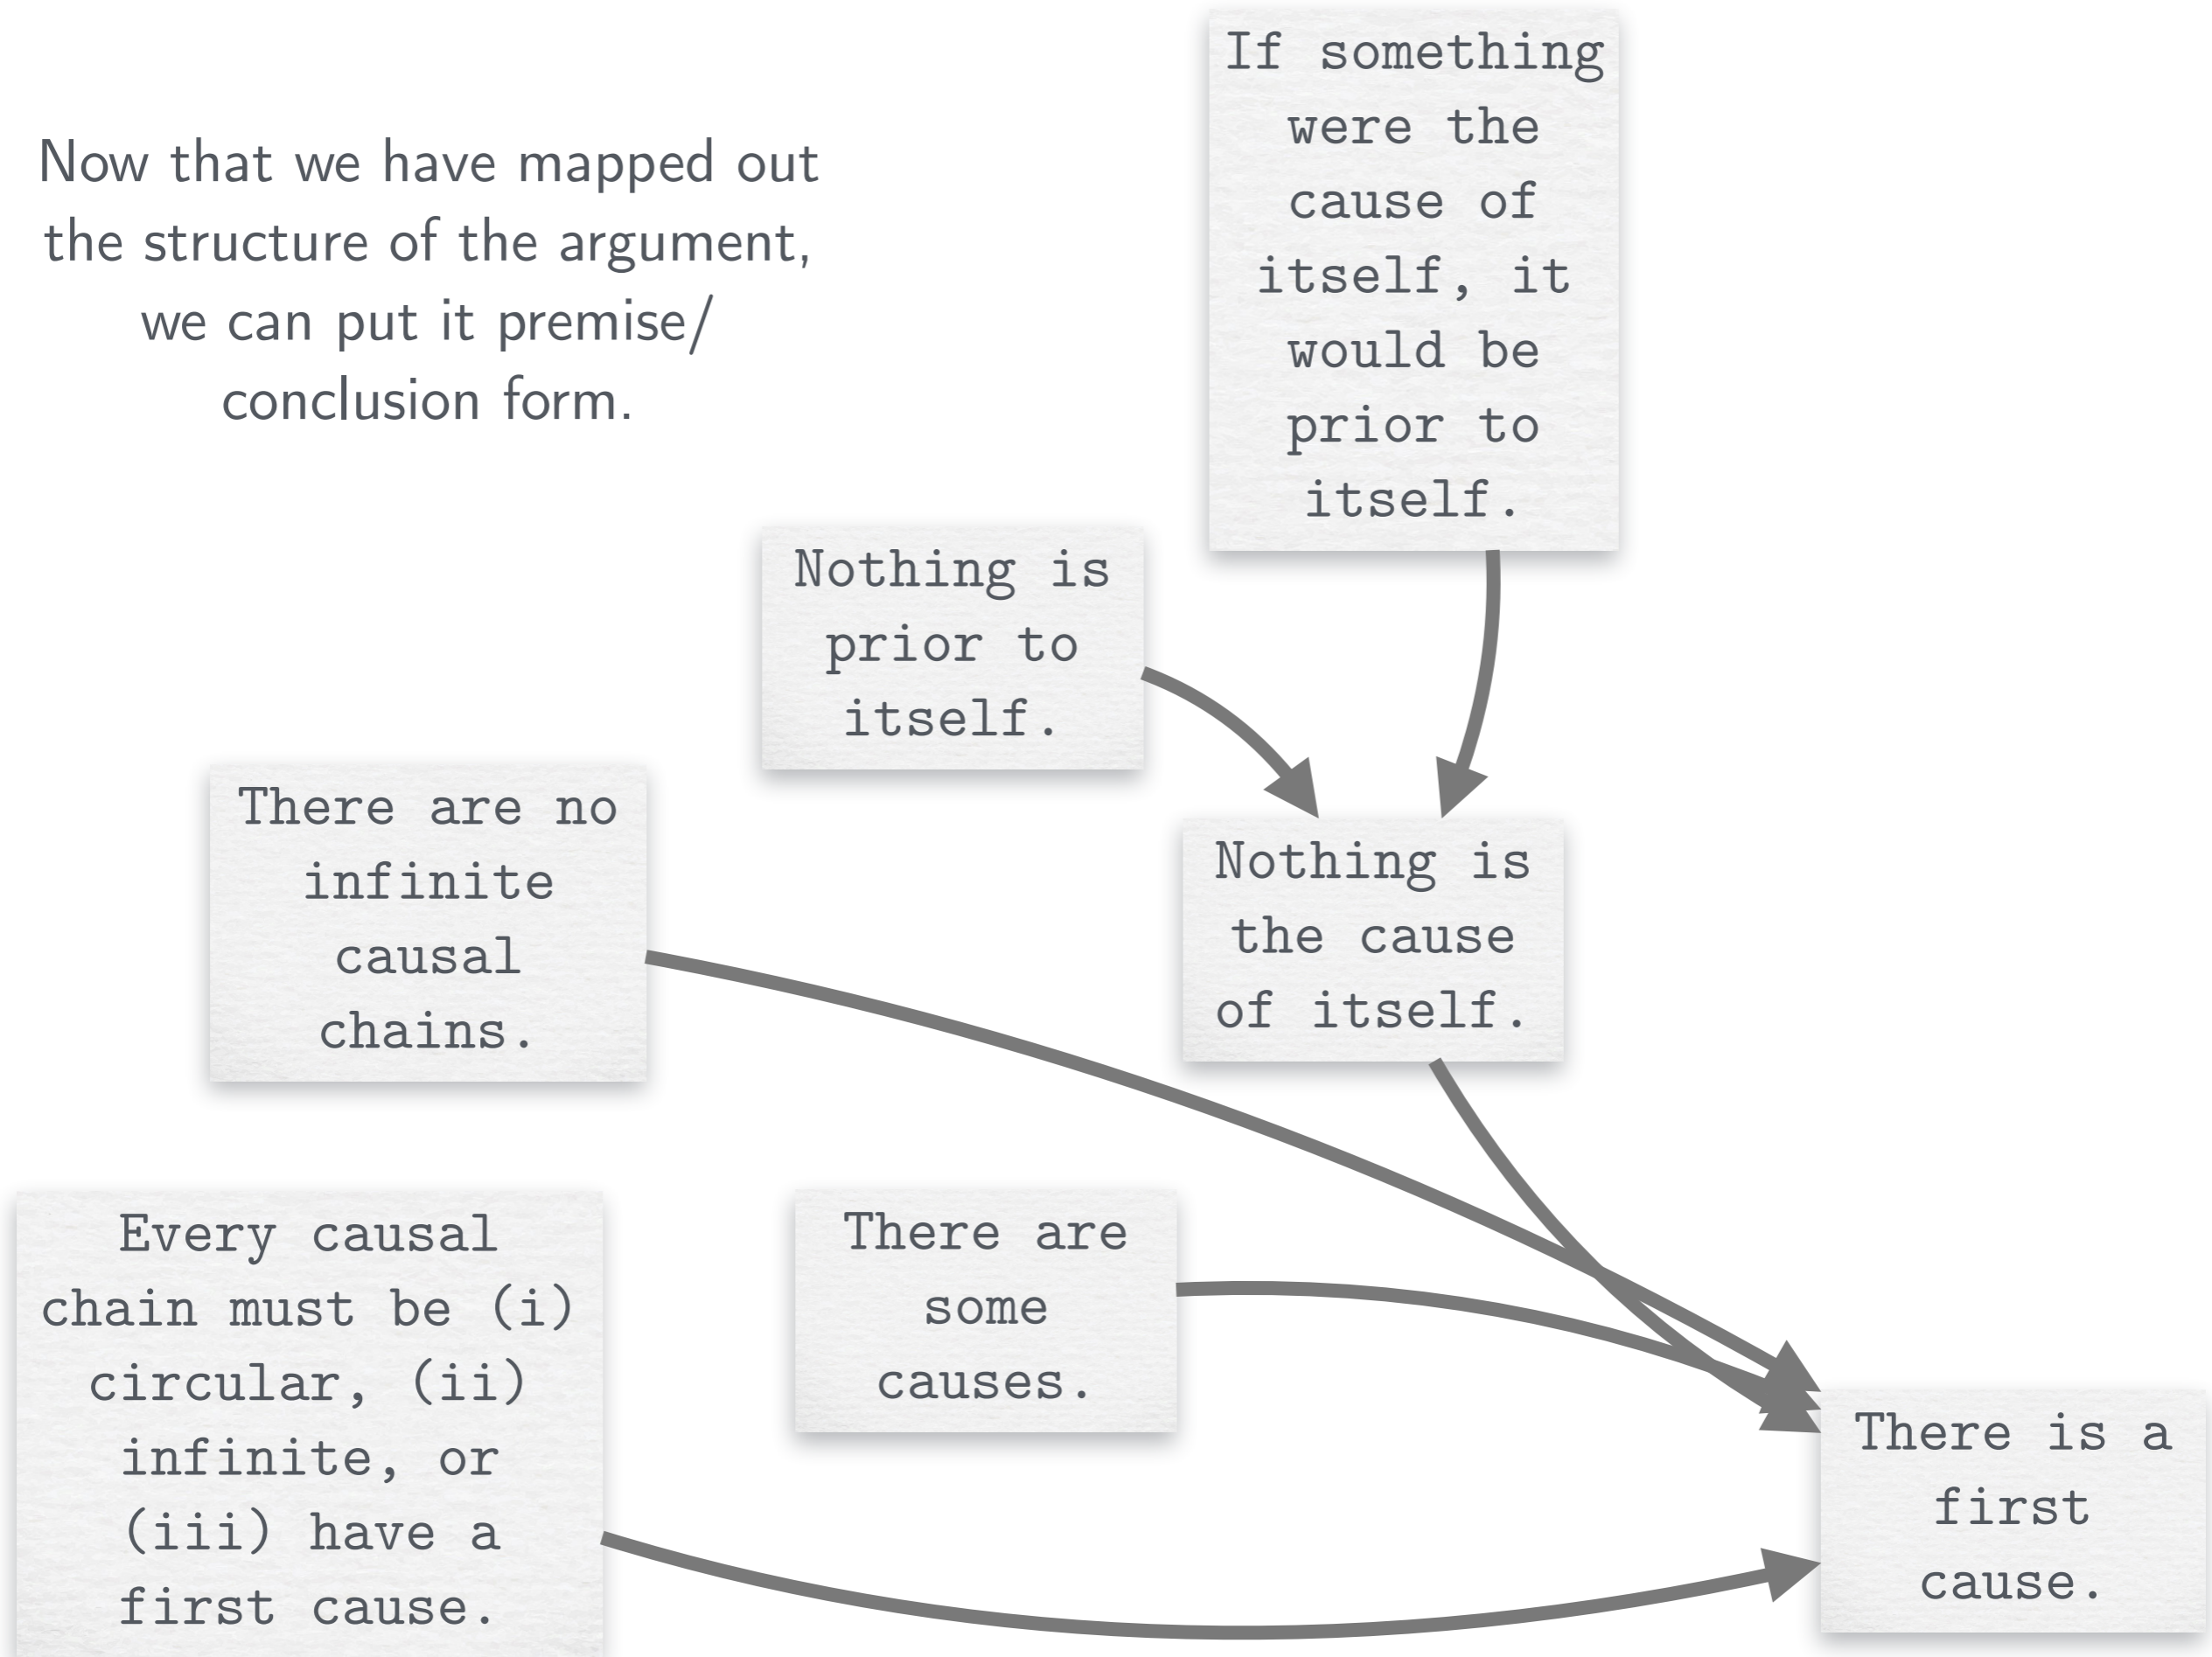 Now that we have mapped out
the structure of the argument,
we can put it premise/
conclusion form.
If something
were the
cause of
itself, it
would be
prior to
itself.
Nothing is
prior to
itself.
There are no
infinite
causal
chains.
Nothing is
the cause
of itself.
Every causal
chain must be (i)
circular, (ii)
infinite, or
(iii) have a
first cause.
There are
some
causes.
There is a
first
cause.